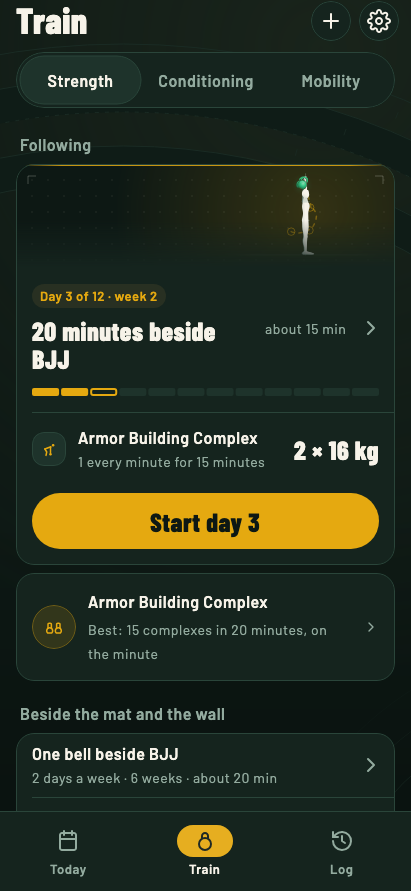 Train
Strength
Conditioning
Mobility
Following
Day 3 of 12 · week 2
20 minutes beside
BJJ
about 15 min
Armor Building Complex
1 every minute for 15 minutes
2 × 16 kg
Start day 3
Armor Building Complex
Best: 15 complexes in 20 minutes, on
the minute
Beside the mat and the wall
One bell beside BJJ
2 days a week · 6 weeks · about 20 min
Today
Train
Log